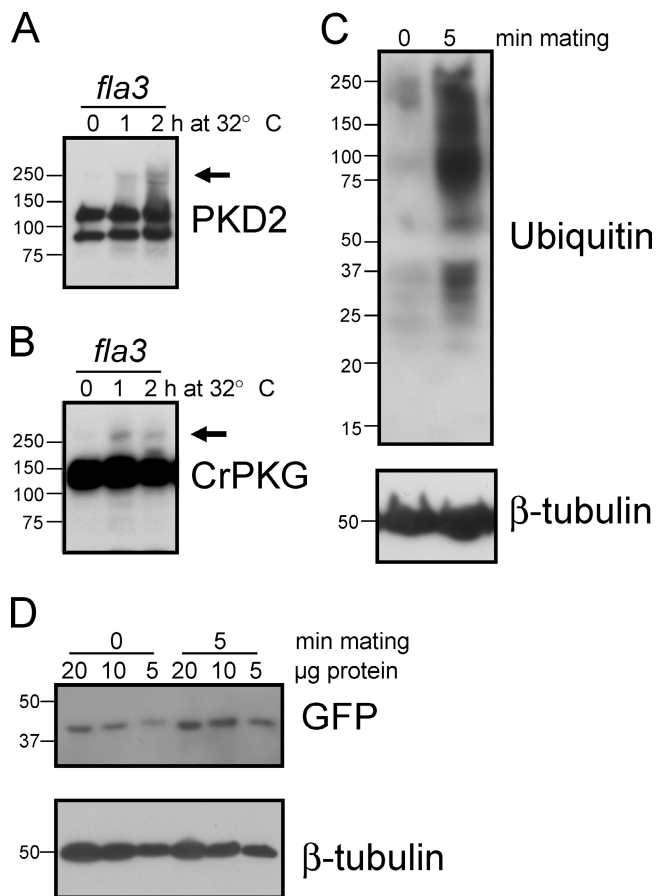 A
fla3
0 1 2 h at 32° C
250
150
100
75
PKD2
B
fla3
0 1 2 h at 32° C
250
150
100
75
CrPKG
C
0 5 min mating
250
150
100
75
50
37
25
20
15
Ubiquitin
50
β-tubulin
D
0 5 min mating
20 10 5 20 10 5 µg protein
50
37
GFP
50
β-tubulin